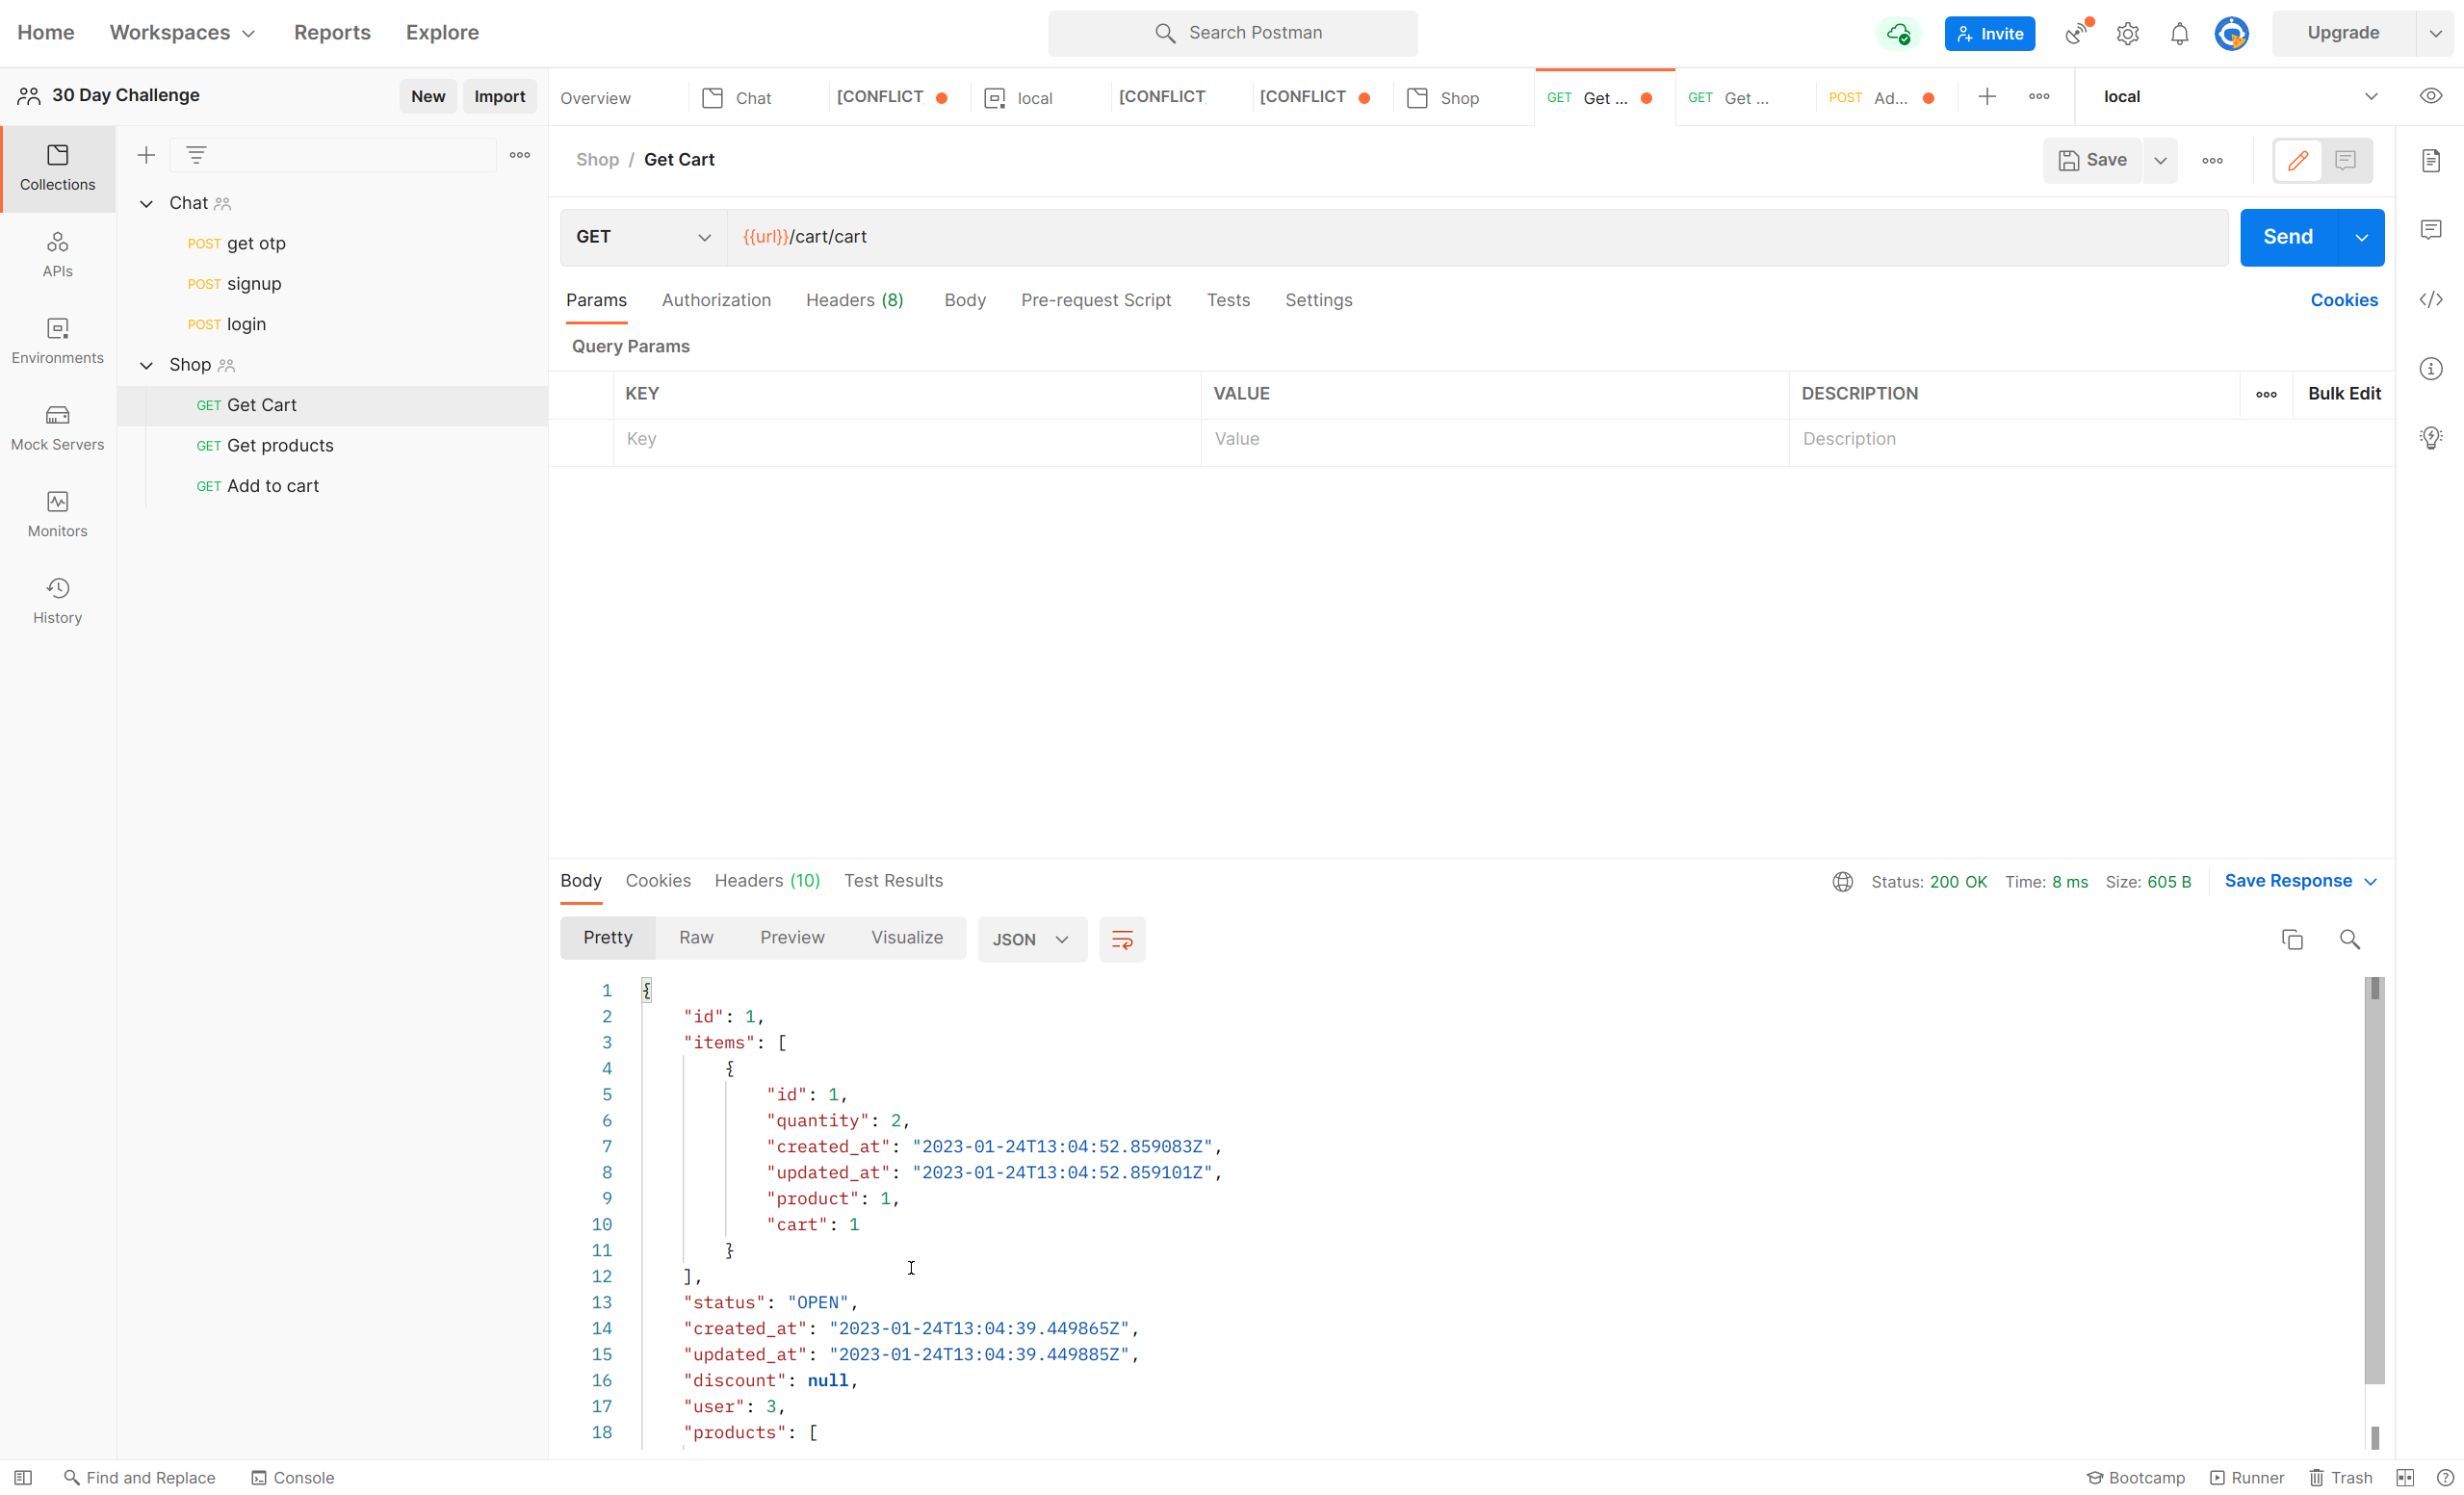 Home Workspaces Reports Explore Search Postman Invite Upgrade
30 Day Challenge New Import Overview Chat [CONFLICT local [CONFLICT [CONFLICT Shop GET Get ... GET Get ... POST Ad... local
Collections
APIs
Environments
Mock Servers
Monitors
History
Chat
POST get otp
POST signup
POST login
Shop
GET Get Cart
GET Get products
GET Add to cart
Shop / Get Cart Save
GET {{url}}/cart/cart Send
Params Authorization Headers (8) Body Pre-request Script Tests Settings Cookies
Query Params
KEY VALUE DESCRIPTION Bulk Edit
Key Value Description
Body Cookies Headers (10) Test Results Status: 200 OK Time: 8 ms Size: 605 B Save Response
Pretty Raw Preview Visualize JSON
1 {
2 "id": 1,
3 "items": [
4 {
5 "id": 1,
6 "quantity": 2,
7 "created_at": "2023-01-24T13:04:52.859083Z",
8 "updated_at": "2023-01-24T13:04:52.859101Z",
9 "product": 1,
10 "cart": 1
11 }
12 ],
13 "status": "OPEN",
14 "created_at": "2023-01-24T13:04:39.449865Z",
15 "updated_at": "2023-01-24T13:04:39.449885Z",
16 "discount": null,
17 "user": 3,
18 "products": [
Find and Replace Console Bootcamp Runner Trash